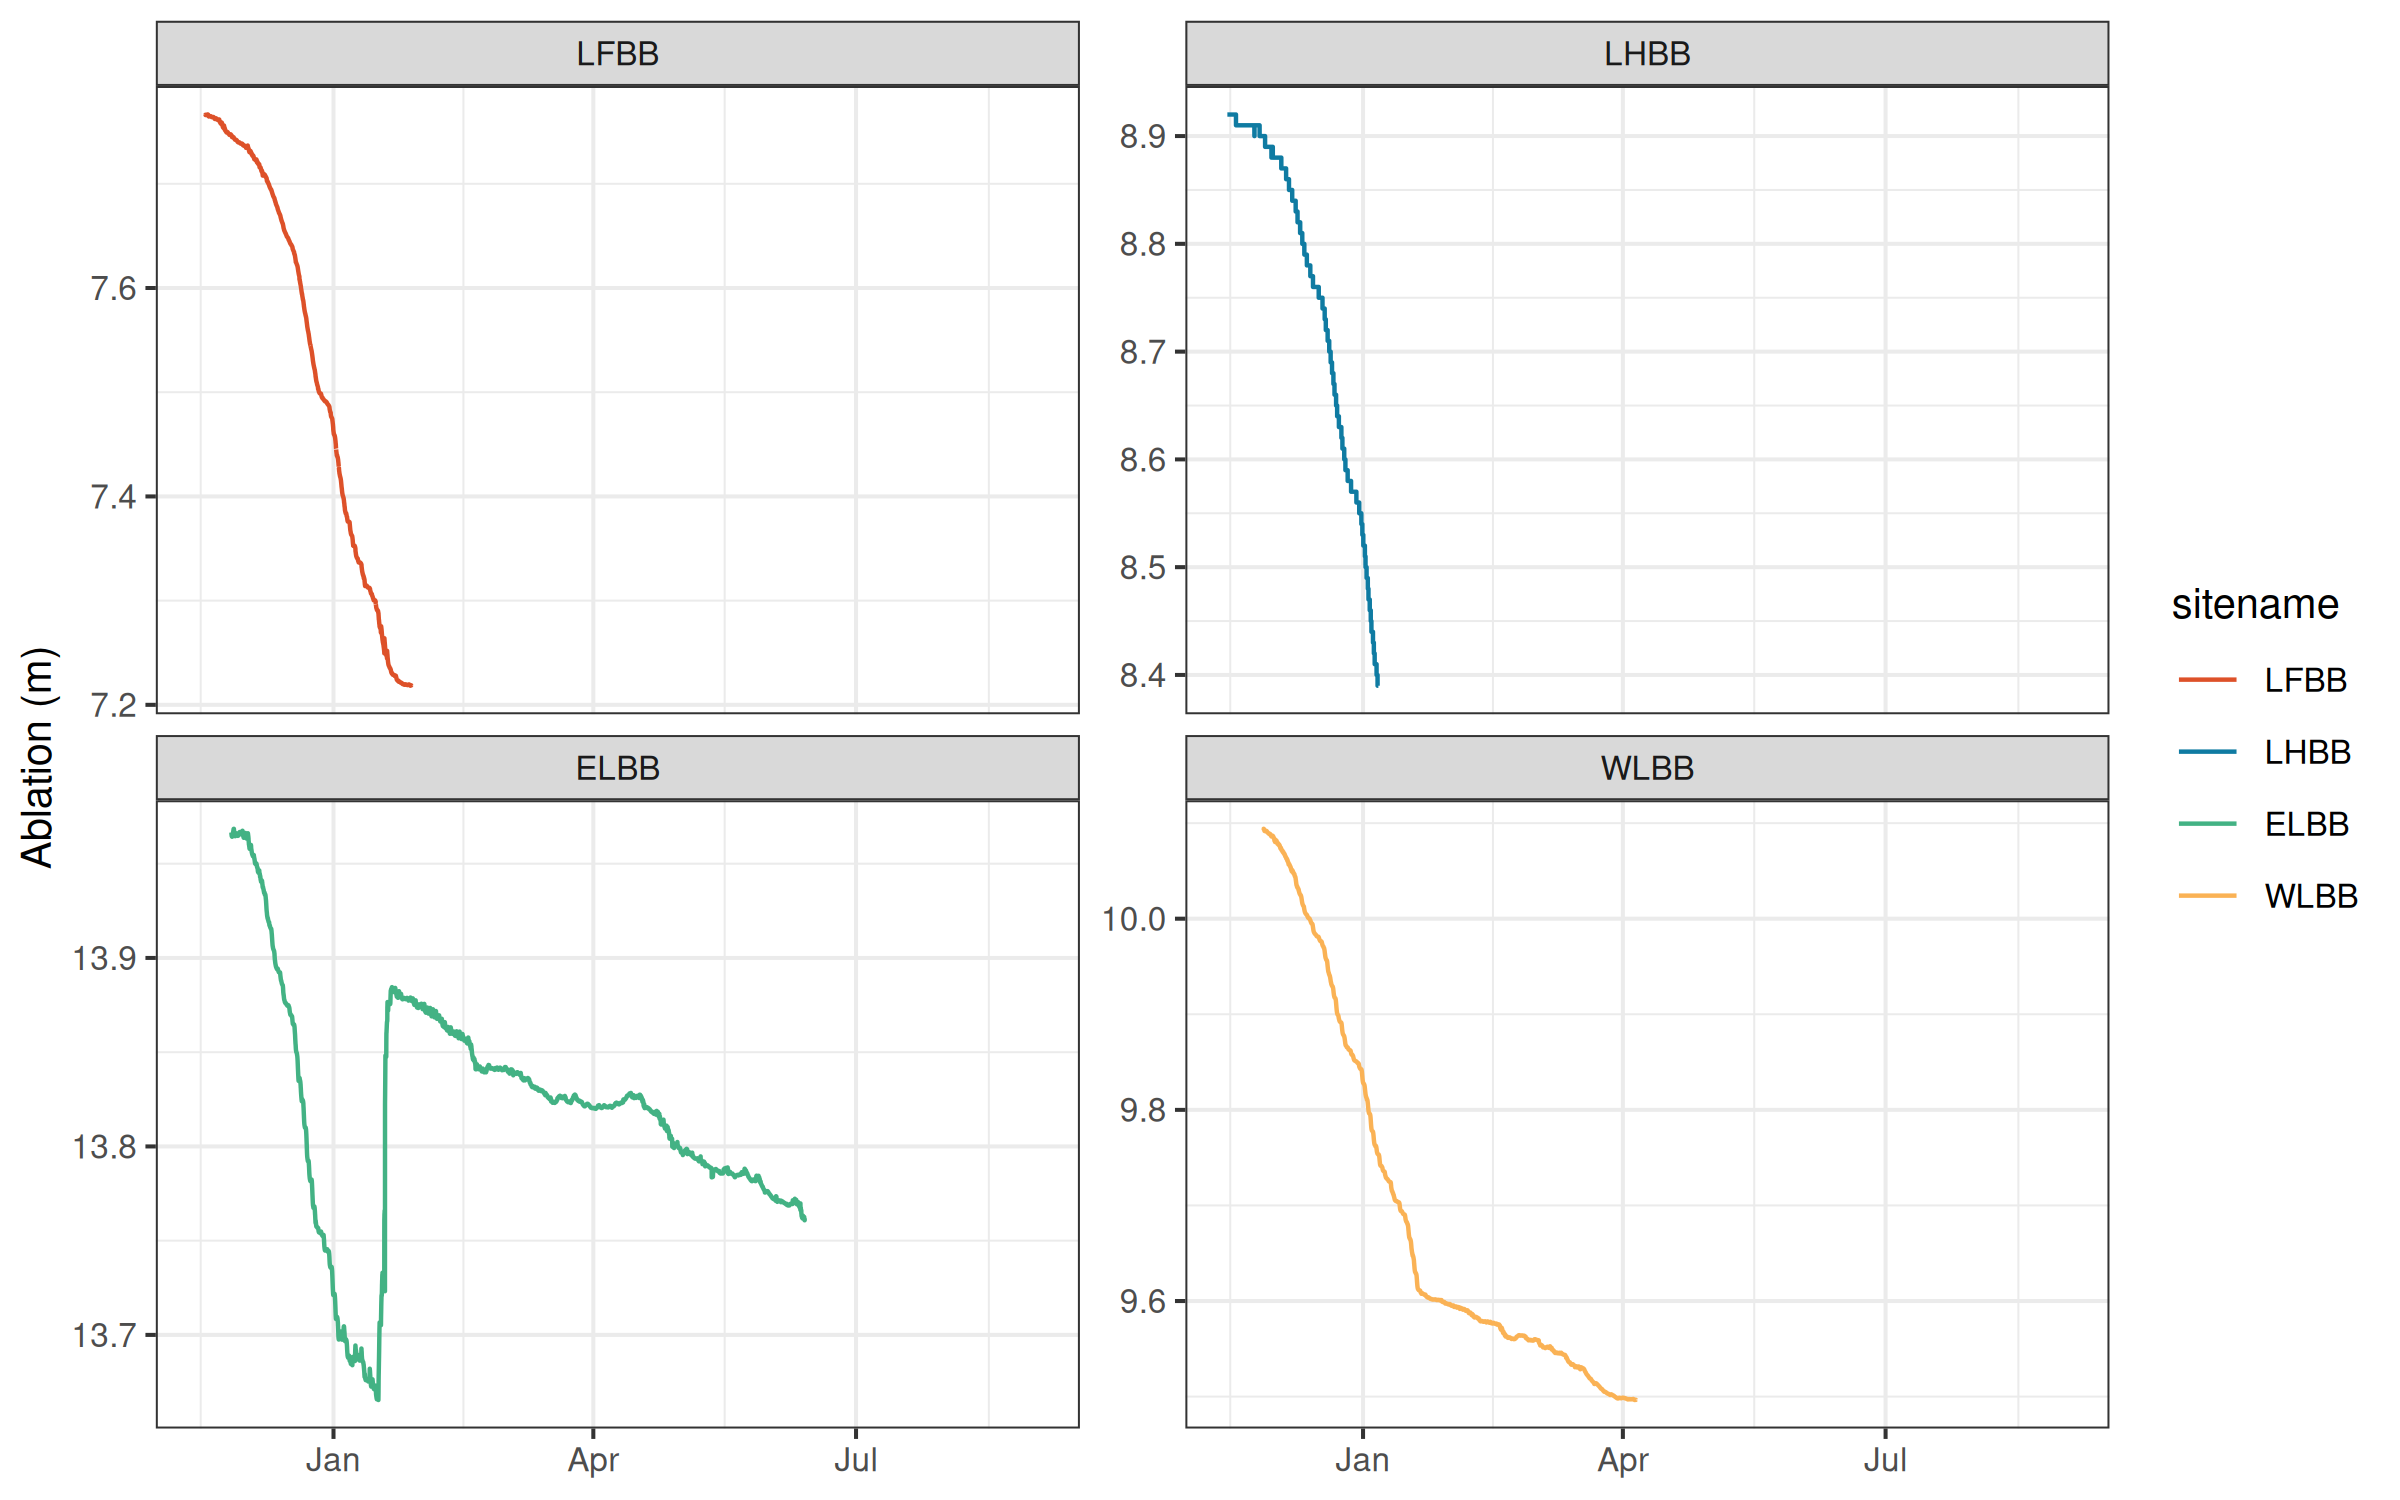 LFBB
LHBB
7.6
7.4
7.2
8.9
8.8
8.7
8.6
8.5
8.4
Ablation (m)
ELBB
WLBB
13.9
13.8
13.7
10.0
9.8
9.6
Jan Apr Jul
Jan Apr Jul
sitename
LFBB
LHBB
ELBB
WLBB